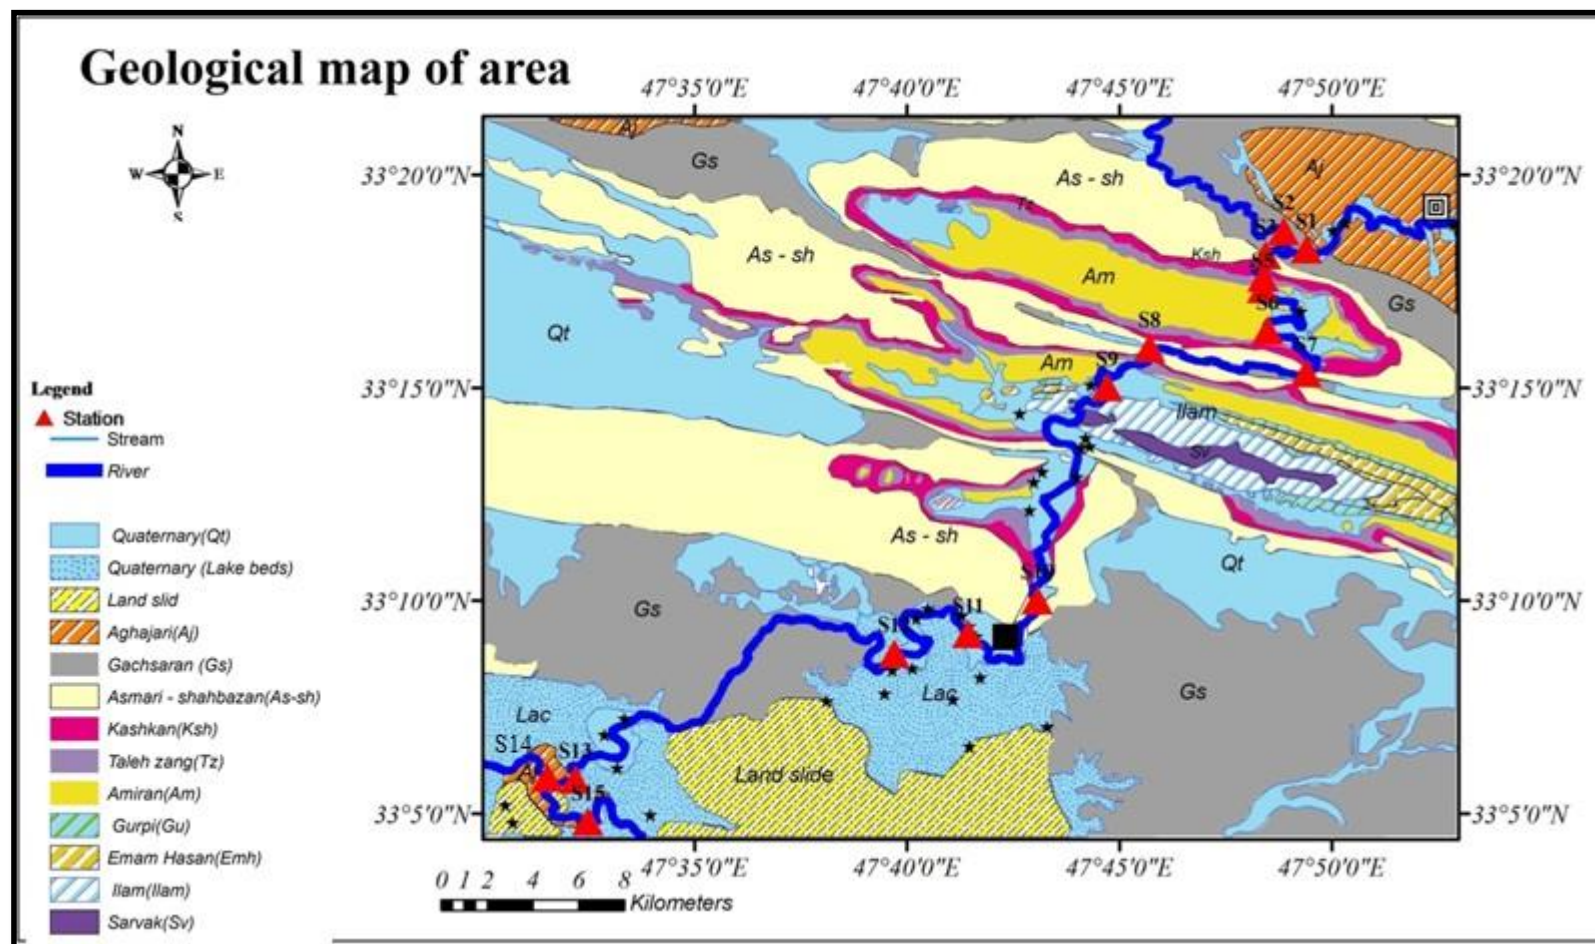 Geological map of area
47°35'0"E 47°40'0"E 47°45'0"E 47°50'0"E
N
W E
S
33°20'0"N
33°15'0"N
33°10'0"N
33°5'0"N
33°20'0"N
33°15'0"N
33°10'0"N
33°5'0"N
Aj
Gs
As - sh
Aj
Tz
S2
S1
Ksh
S5
As - sh
Am
S6
Gs
S8
S7
Qt
Am
S9
Ilam
Sv
As - sh
Qt
Gs
S11
Lac
Gs
Lac
S14
S13
Land slide
S15
Legend
Station
Stream
River
Quaternary(Qt)
Quaternary (Lake beds)
Land slid
Aghajari(Aj)
Gachsaran (Gs)
Asmari - shahbazan(As-sh)
Kashkan(Ksh)
Taleh zang(Tz)
Amiran(Am)
Gurpi(Gu)
Emam Hasan(Emh)
Ilam(Ilam)
Sarvak(Sv)
47°35'0"E 47°40'0"E 47°45'0"E 47°50'0"E
0 1 2 4 6 8
Kilometers